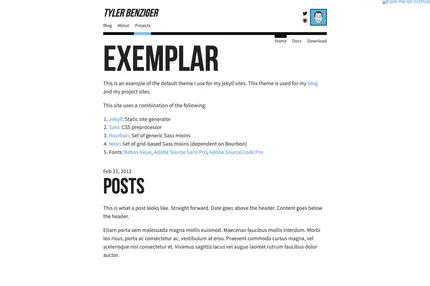 Fork me on GitHub
TYLER BENZIGER
Blog About Projects
Home Docs Download
EXEMPLAR
This is an example of the default theme I use for my jekyll sites. This theme is used for my blog
and my project sites.
This site uses a combination of the following:
1. Jekyll: Static site generator
2. Sass: CSS preprocessor
3. Bourbon: Set of generic Sass mixins
4. Neat: Set of grid-based Sass mixins (dependent on Bourbon)
5. Fonts: Bebas Neue, Adobe Source Sans Pro, Adobe Source Code Pro
Feb 21, 2012
POSTS
This is what a post looks like. Straight forward. Date goes above the header. Content goes below
the header.
Etiam porta sem malesuada magna mollis euismod. Maecenas faucibus mollis interdum. Morbi
leo risus, porta ac consectetur ac, vestibulum at eros. Praesent commodo cursus magna, vel
scelerisque nisl consectetur et. Vivamus sagittis lacus vel augue laoreet rutrum faucibus dolor
auctor.